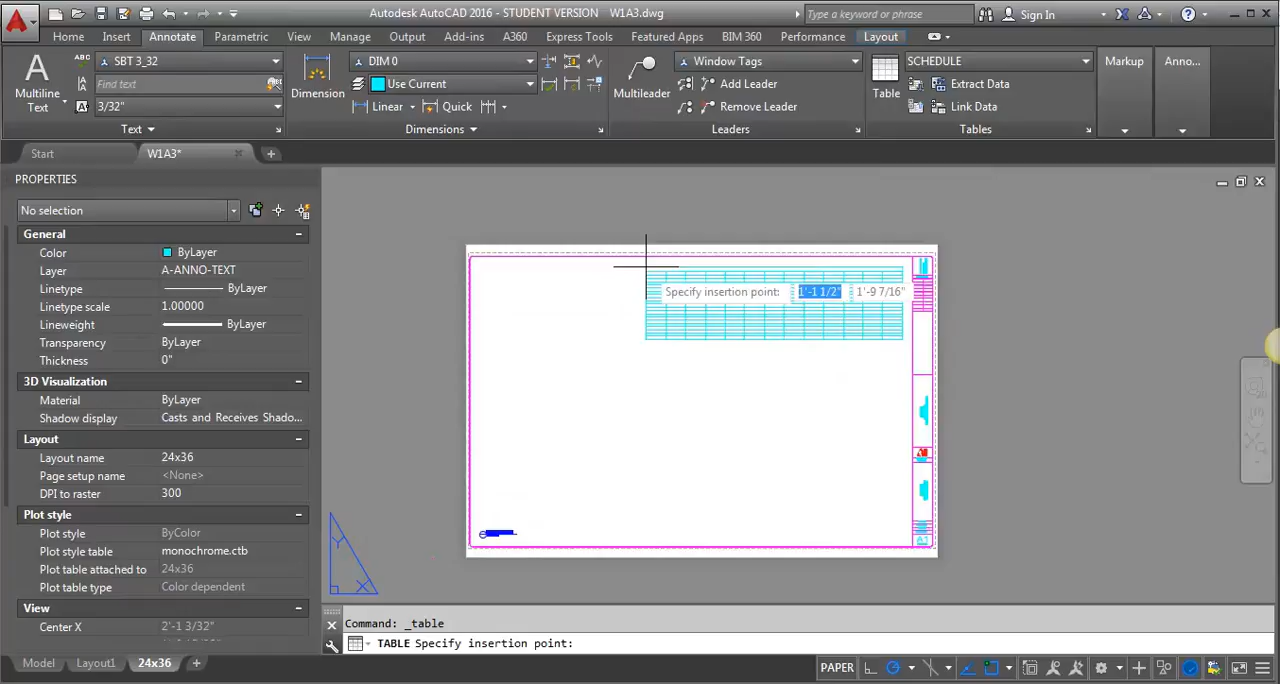 Autodesk AutoCAD 2016 - STUDENT VERSION W1A3.dwg
Type a keyword or phrase
Sign In
Home Insert Annotate Parametric View Manage Output Add-ins A360 Express Tools Featured Apps BIM 360 Performance Layout
ABC SBT 3_32 DIM 0 Window Tags SCHEDULE
Find text Use Current Add Leader Extract Data
Multiline Text
3/32"
Dimension
Linear Quick
Multileader
Remove Leader
Table
Link Data
Markup
Anno...
Text Dimensions Leaders Tables
Start W1A3*
PROPERTIES
No selection
General
Color ByLayer
Layer A-ANNO-TEXT
Linetype ByLayer
Linetype scale 1.00000
Lineweight ByLayer
Transparency ByLayer
Thickness 0"
3D Visualization
Material ByLayer
Shadow display Casts and Receives Shado...
Layout
Layout name 24x36
Page setup name <None>
DPI to raster 300
Plot style
Plot style ByColor
Plot style table monochrome.ctb
Plot table attached to 24x36
Plot table type Color dependent
View
Center X 2'-1 3/32"
Specify insertion point: 1'-1 1/2" 1'-9 7/16"
Y
X
A1
Command: _table
TABLE Specify insertion point:
Model Layout1 24x36
PAPER